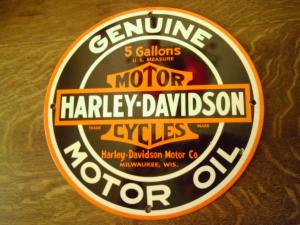 GENUINE
5 Gallons
U.S. MEASURE
MOTOR
HARLEY-DAVIDSON
TRADE MARK
CYCLES
Harley-Davidson Motor Co
MILWAUKEE, WIS.
MOTOR OIL